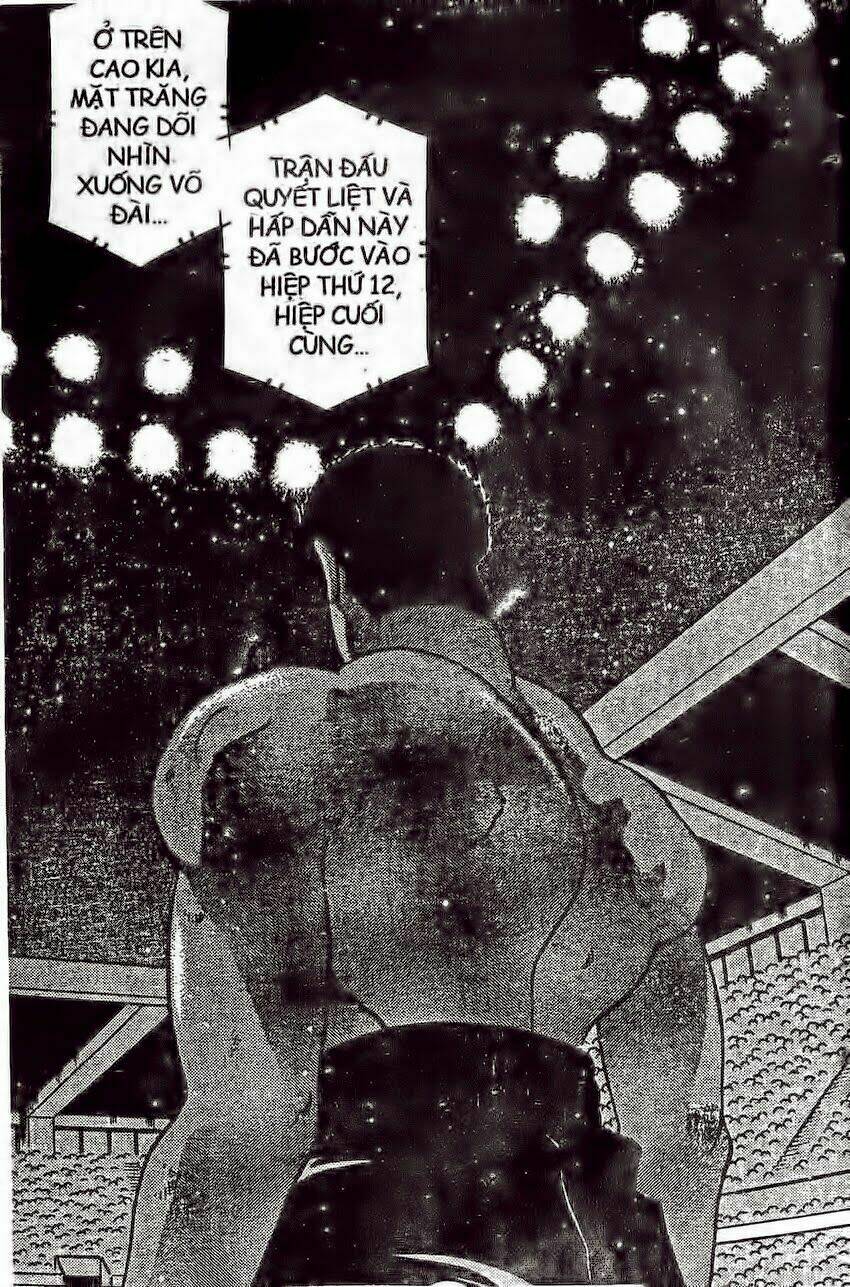 Ở TRÊN
CAO KIA,
MẶT TRĂNG
ĐANG DÕI
NHÌN
XUỐNG VÕ
ĐÀI...
TRẬN ĐẤU
QUYẾT LIỆT VÀ
HẤP DẪN NÀY
ĐÃ BƯỚC VÀO
HIỆP THỨ 12,
HIỆP CUỐI
CÙNG...